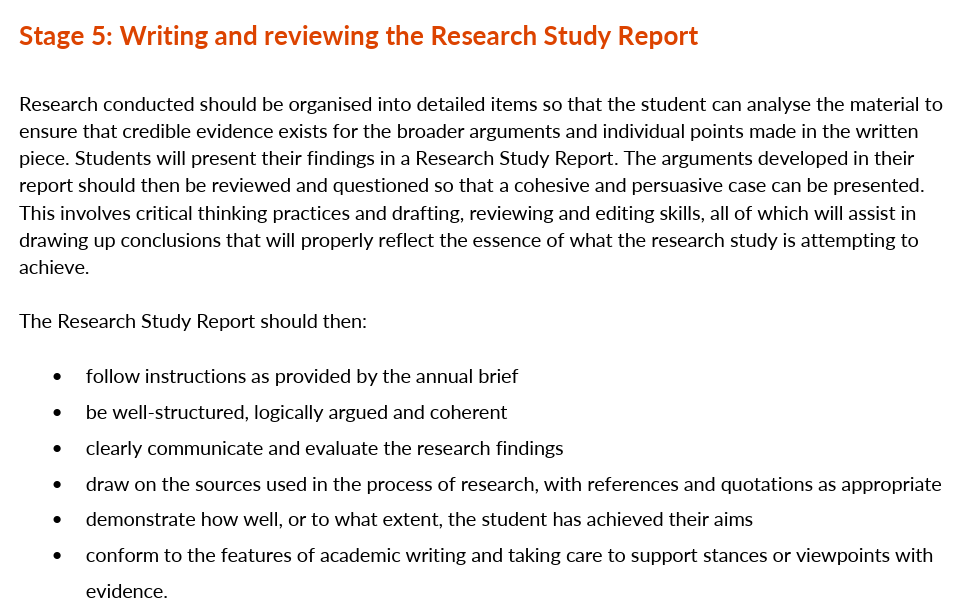 Stage 5: Writing and reviewing the Research Study Report
Research conducted should be organised into detailed items so that the student can analyse the material to
ensure that credible evidence exists for the broader arguments and individual points made in the written
piece. Students will present their findings in a Research Study Report. The arguments developed in their
report should then be reviewed and questioned so that a cohesive and persuasive case can be presented.
This involves critical thinking practices and drafting, reviewing and editing skills, all of which will assist in
drawing up conclusions that will properly reflect the essence of what the research study is attempting to
achieve.
The Research Study Report should then:
• follow instructions as provided by the annual brief
• be well-structured, logically argued and coherent
• clearly communicate and evaluate the research findings
• draw on the sources used in the process of research, with references and quotations as appropriate
• demonstrate how well, or to what extent, the student has achieved their aims
• conform to the features of academic writing and taking care to support stances or viewpoints with
evidence.